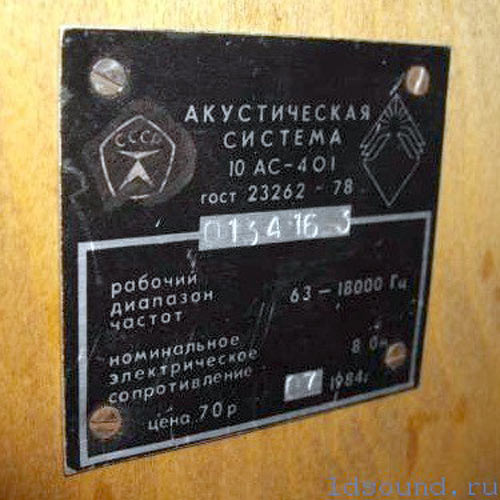 СССР
АКУСТИЧЕСКАЯ
СИСТЕМА
10 АС-401
ГОСТ 23262-78
013416 3
рабочий
диапазон
частот
63 – 18000 Гц
номинальное
электрическое
сопротивление
8 Ом
цена 70р
07 1984г
ldsound.ru